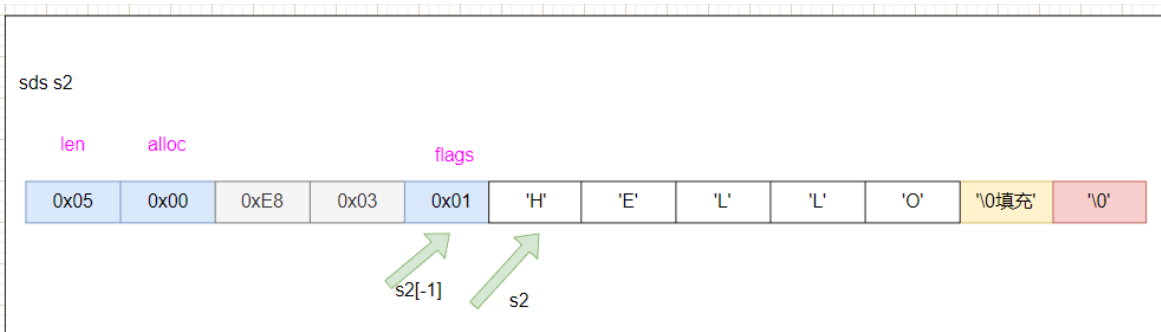 sds s2
len alloc flags
0x05 0x00 0xE8 0x03 0x01 'H' 'E' 'L' 'L' 'O' '\0填充' '\0'
s2[-1] s2